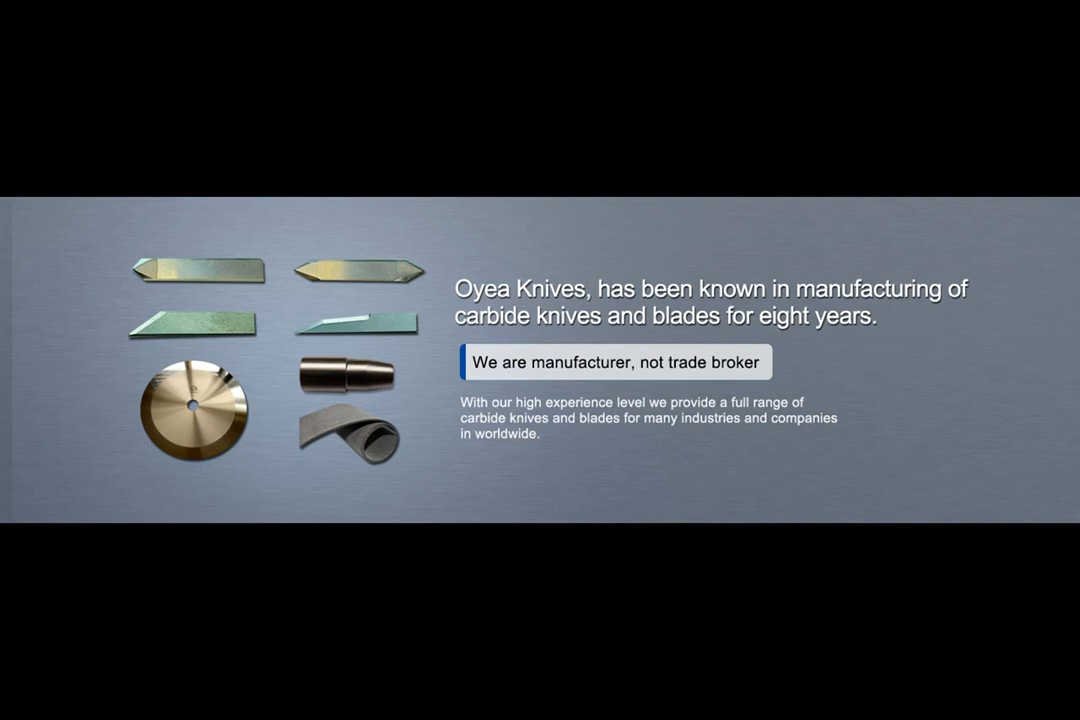 Oyea Knives, has been known in manufacturing of
carbide knives and blades for eight years.
We are manufacturer, not trade broker
With our high experience level we provide a full range of
carbide knives and blades for many industries and companies
in worldwide.